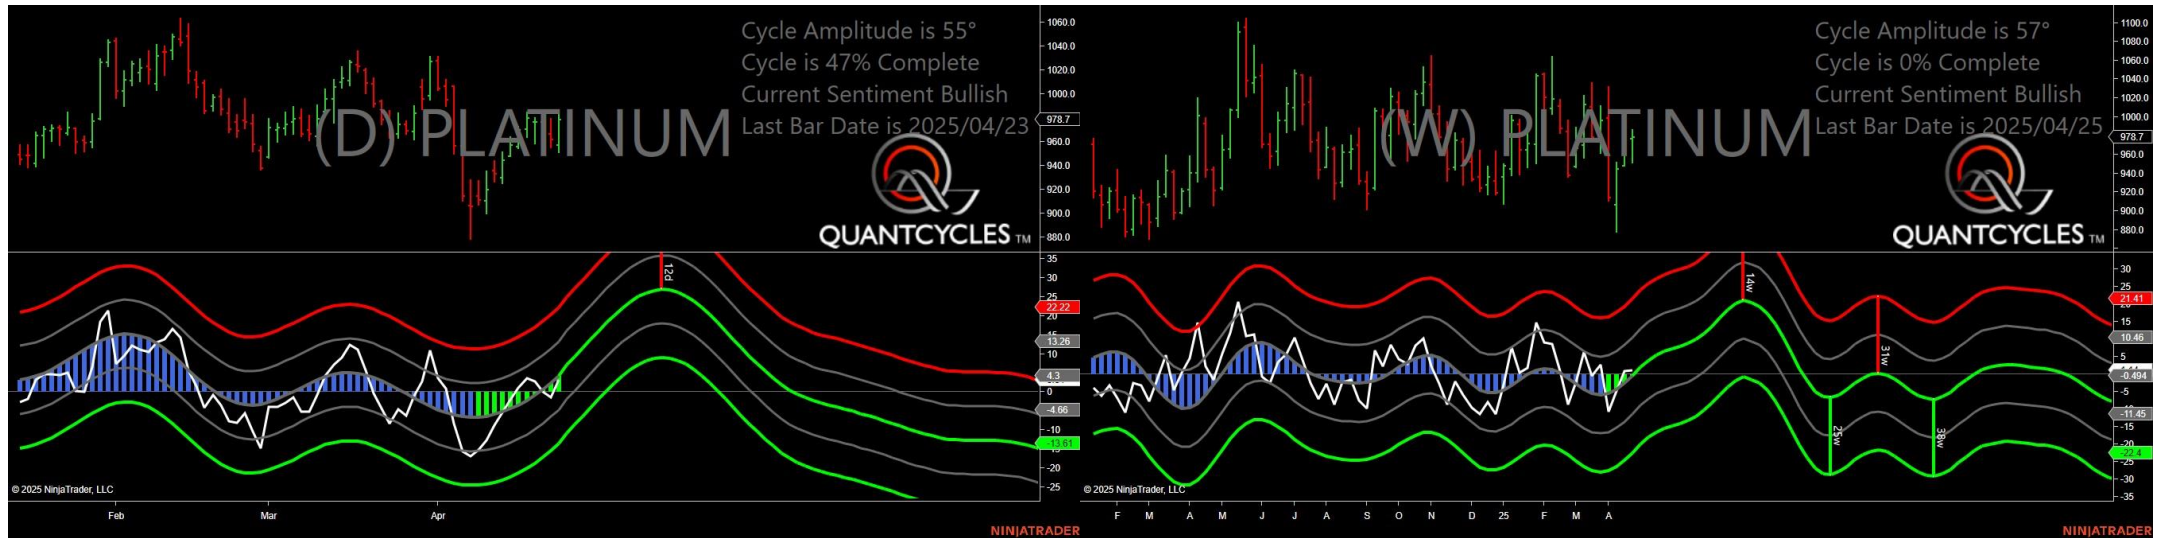 Cycle Amplitude is 55°
Cycle is 47% Complete
Current Sentiment Bullish
Last Bar Date is 2025/04/23
(D) PLATINUM
QUANTCYCLES TM
1060.0
1040.0
1020.0
1000.0
978.7
960.0
940.0
920.0
900.0
880.0
12d
35
30
25
22.22
20
13.26
10
4.3
0
-4.66
-10
-13.61
-20
-25
© 2025 NinjaTrader, LLC
Feb Mar Apr
NINJATRADER
Cycle Amplitude is 57°
Cycle is 0% Complete
Current Sentiment Bullish
Last Bar Date is 2025/04/25
(W) PLATINUM
QUANTCYCLES TM
1100.0
1080.0
1060.0
1040.0
1020.0
1000.0
978.7
960.0
940.0
920.0
900.0
880.0
14w
31w
25w
38w
30
21.41
15
10.46
5
-0.494
-5
-11.45
-15
-22.4
-30
-35
© 2025 NinjaTrader, LLC
F M A M J J A S O N D 25 F M A
NINJATRADER